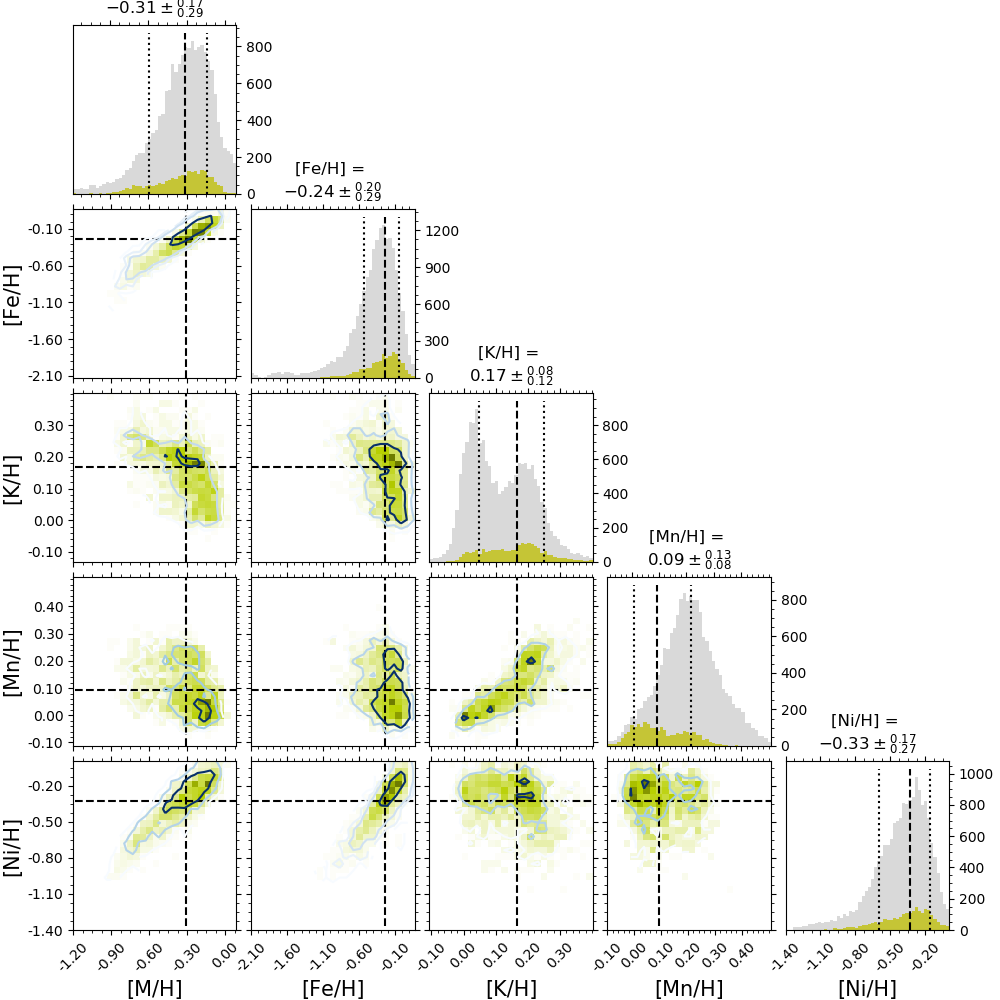 −0.31 ± 0.17 0.29
800
600
400
200
0
[Fe/H] =
−0.24 ± 0.20 0.29
-0.10
-0.60
-1.10
-1.60
-2.10
[Fe/H]
1200
900
600
300
0
[K/H] =
0.17 ± 0.08 0.12
0.30
0.20
0.10
0.00
-0.10
[K/H]
800
600
400
200
0
[Mn/H] =
0.09 ± 0.13 0.08
0.40
0.30
0.20
0.10
0.00
-0.10
[Mn/H]
800
600
400
200
0
[Ni/H] =
−0.33 ± 0.17 0.27
-0.20
-0.50
-0.80
-1.10
-1.40
[Ni/H]
1000
800
600
400
200
0
-1.20 -0.90 -0.60 -0.30 0.00
-2.10 -1.60 -1.10 -0.60 -0.10
-0.10 0.00 0.10 0.20 0.30
-0.10 0.00 0.10 0.20 0.30 0.40
-1.40 -1.10 -0.80 -0.50 -0.20
[M/H] [Fe/H] [K/H] [Mn/H] [Ni/H]